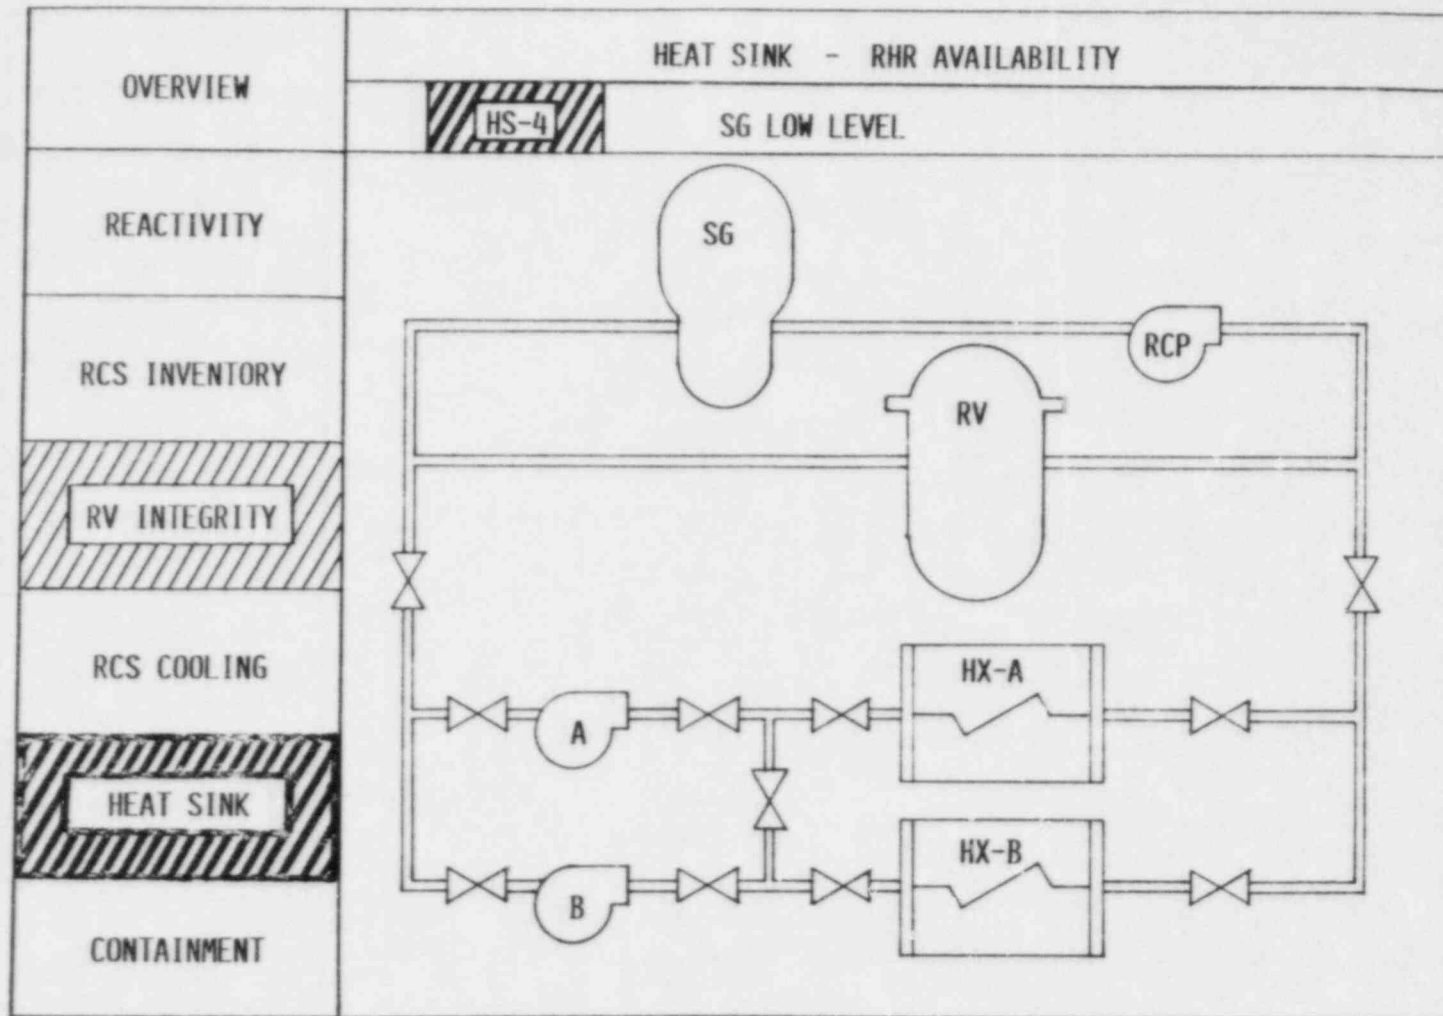 OVERVIEW
REACTIVITY
RCS INVENTORY
RV INTEGRITY
RCS COOLING
HEAT SINK
CONTAINMENT
HEAT SINK - RHR AVAILABILITY
HS-4
SG LOW LEVEL
SG
RCP
RV
HX-A
A
HX-B
B